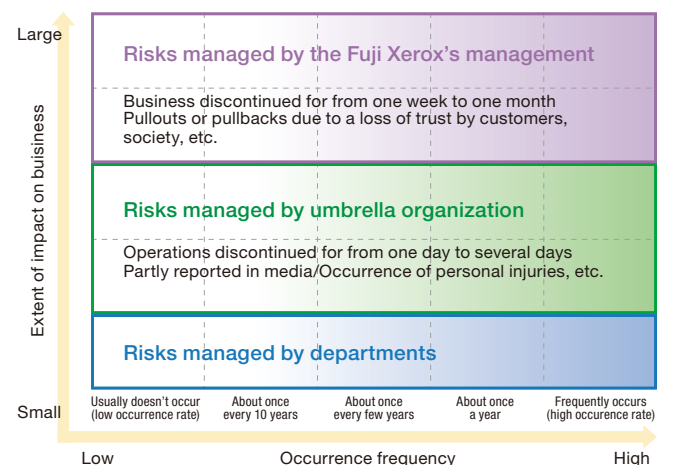 Large
Risks managed by the Fuji Xerox's management
Business discontinued for from one week to one month
Pullouts or pullbacks due to a loss of trust by customers,
society, etc.
Extent of impact on buisiness
Risks managed by umbrella organization
Operations discontinued for from one day to several days
Partly reported in media/Occurrence of personal injuries, etc.
Risks managed by departments
Small
Usually doesn't occur
(low occurrence rate)
About once
every 10 years
About once
every few years
About once
a year
Frequently occurs
(high occurence rate)
Low
Occurrence frequency
High